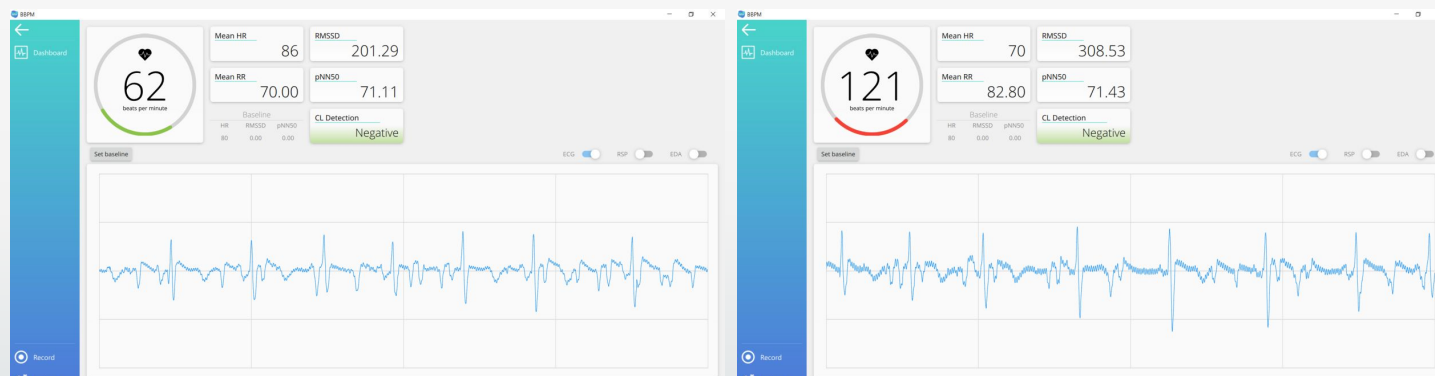 BBPM
Dashboard
62
beats per minute
Mean HR
86
RMSSD
201.29
Mean RR
70.00
pNN50
71.11
Baseline
HR RMSSD pNN50
80 0.00 0.00
CL Detection
Negative
Set baseline
ECG RSP EDA
Record
BBPM
Dashboard
121
beats per minute
Mean HR
70
RMSSD
308.53
Mean RR
82.80
pNN50
71.43
Baseline
HR RMSSD pNN50
80 0.00 0.00
CL Detection
Negative
Set baseline
ECG RSP EDA
Record